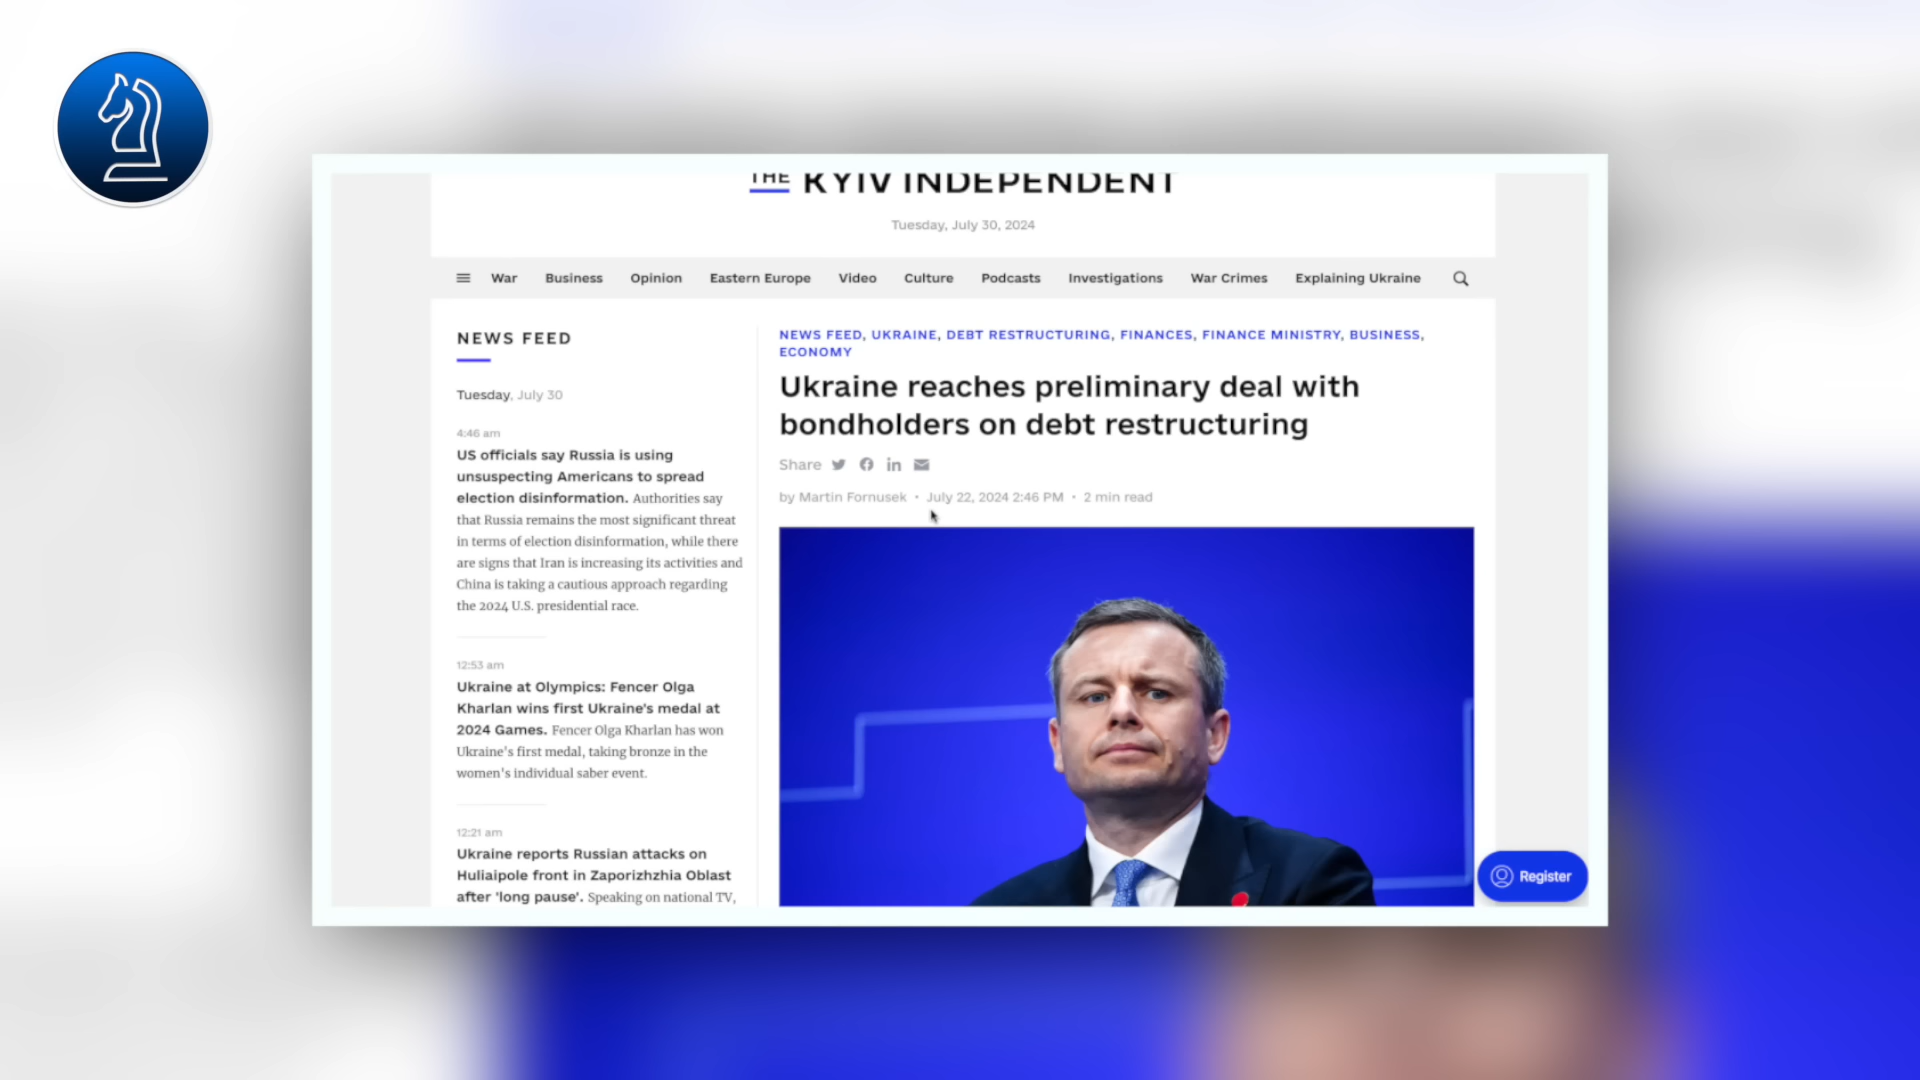 THE KYIV INDEPENDENT
Tuesday, July 30, 2024
War Business Opinion Eastern Europe Video Culture Podcasts Investigations War Crimes Explaining Ukraine
NEWS FEED
Tuesday, July 30
4:46 am
US officials say Russia is using
unsuspecting Americans to spread
election disinformation. Authorities say
that Russia remains the most significant threat
in terms of election disinformation, while there
are signs that Iran is increasing its activities and
China is taking a cautious approach regarding
the 2024 U.S. presidential race.
12:53 am
Ukraine at Olympics: Fencer Olga
Kharlan wins first Ukraine's medal at
2024 Games. Fencer Olga Kharlan has won
Ukraine's first medal, taking bronze in the
women's individual saber event.
12:21 am
Ukraine reports Russian attacks on
Huliaipole front in Zaporizhzhia Oblast
after 'long pause'. Speaking on national TV,
NEWS FEED, UKRAINE, DEBT RESTRUCTURING, FINANCES, FINANCE MINISTRY, BUSINESS,
ECONOMY
Ukraine reaches preliminary deal with
bondholders on debt restructuring
Share
by Martin Fornusek • July 22, 2024 2:46 PM • 2 min read
Register